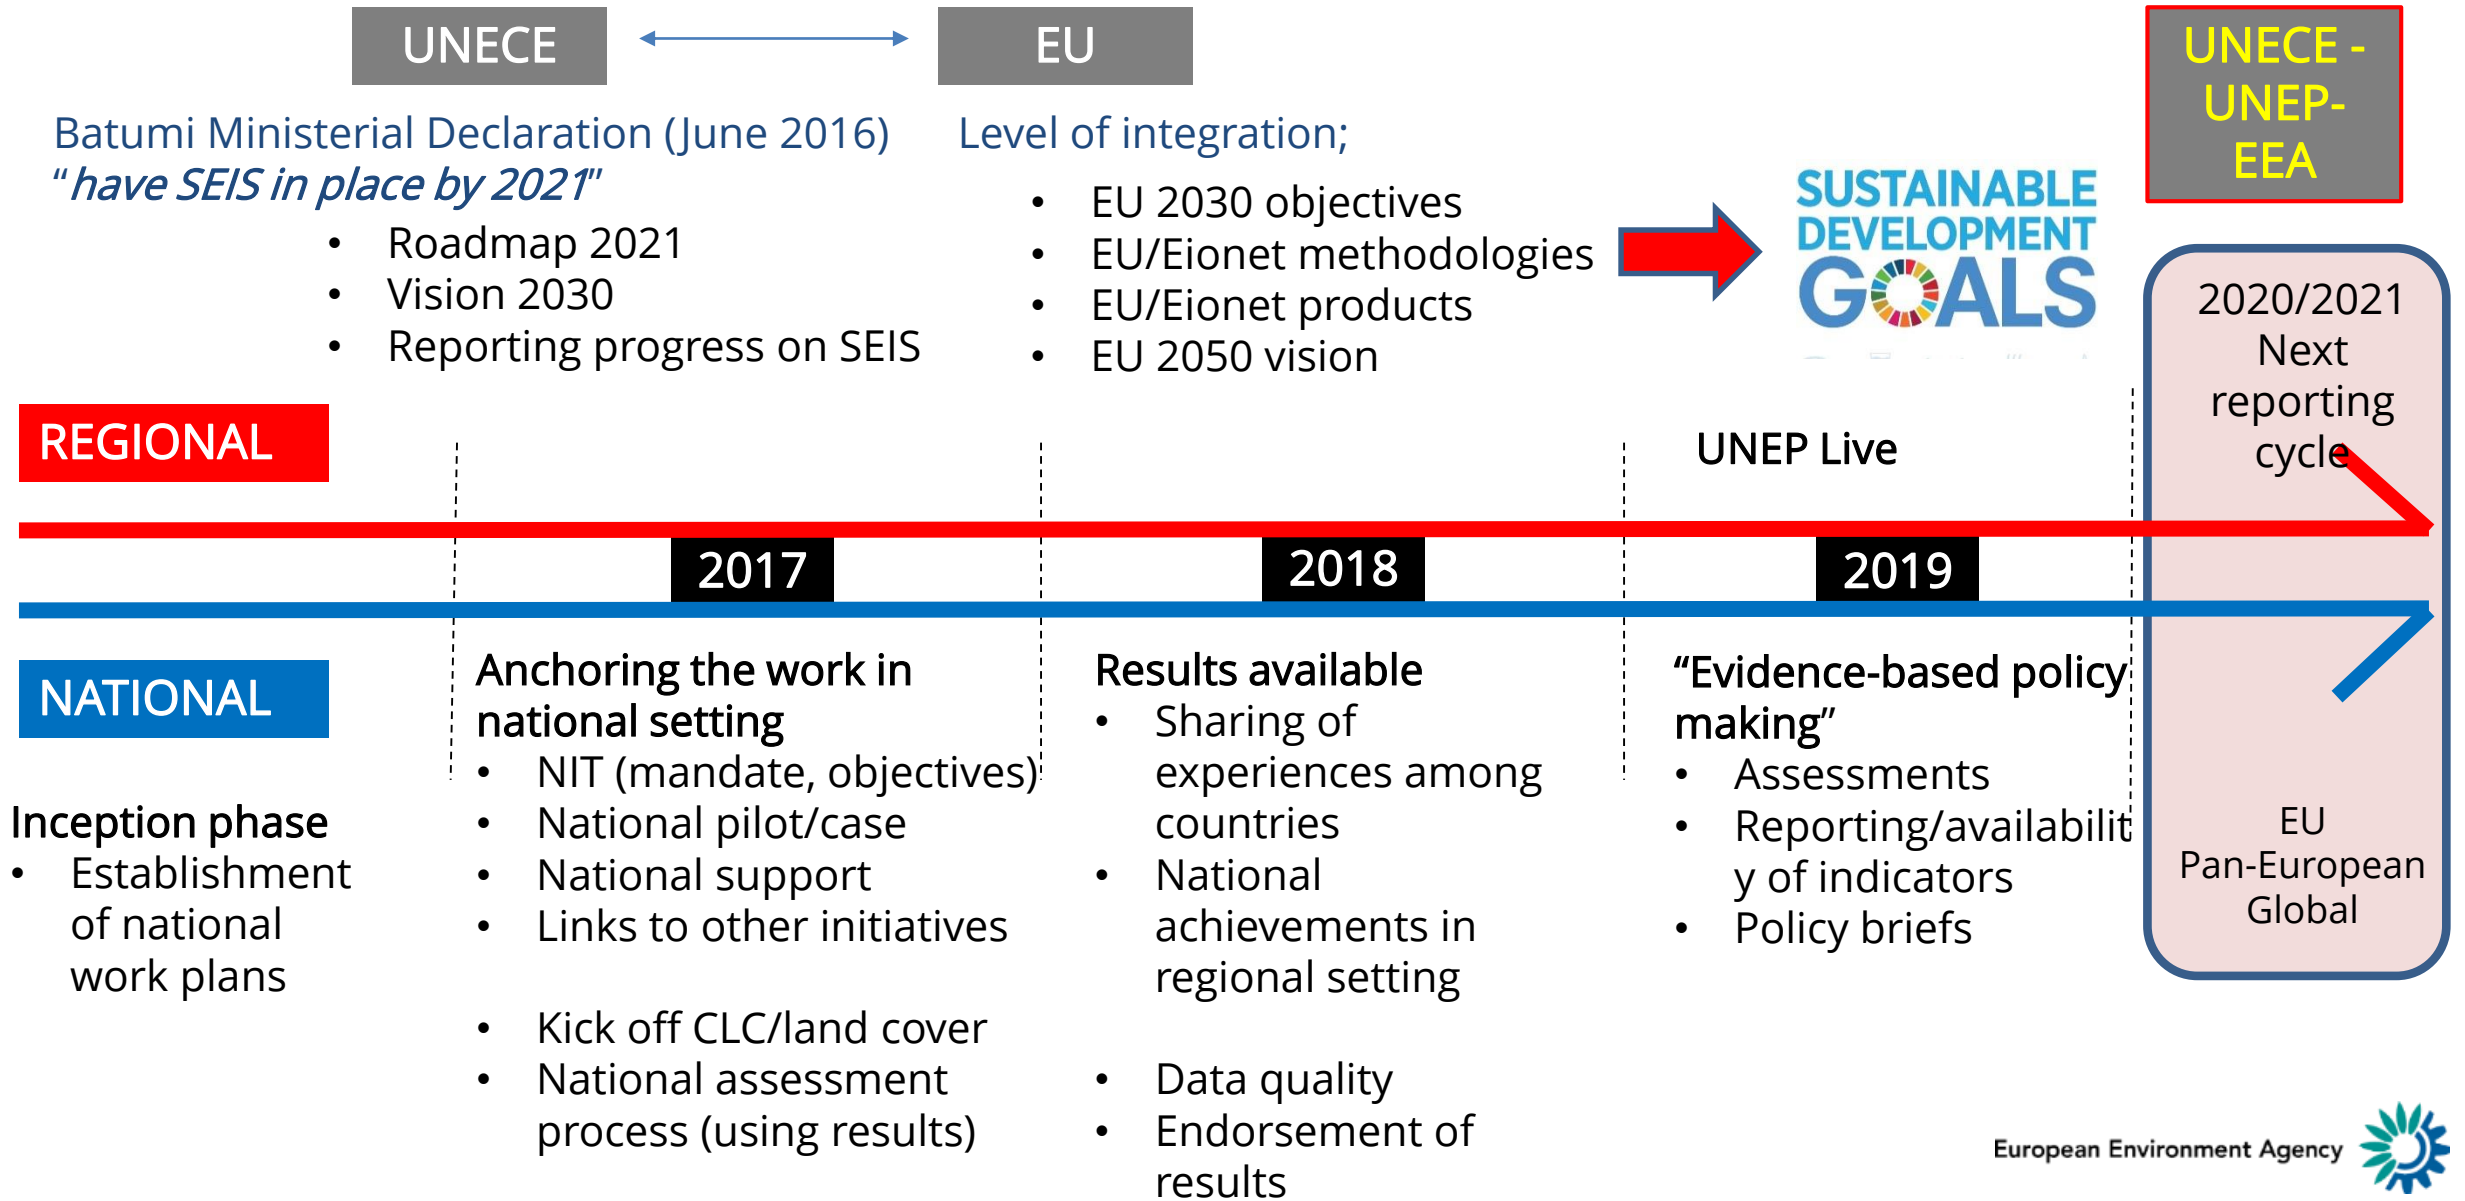 UNECE
EU
UNECE -
UNEP-
EEA
Batumi Ministerial Declaration (June 2016)
“have SEIS in place by 2021”
• Roadmap 2021
• Vision 2030
• Reporting progress on SEIS
Level of integration;
• EU 2030 objectives
• EU/Eionet methodologies
• EU/Eionet products
• EU 2050 vision
SUSTAINABLE
DEVELOPMENT
GOALS
2020/2021
Next
reporting
cycle
REGIONAL
UNEP Live
2017
2018
2019
NATIONAL
Inception phase
• Establishment
of national
work plans
Anchoring the work in
national setting
• NIT (mandate, objectives)
• National pilot/case
• National support
• Links to other initiatives
• Kick off CLC/land cover
• National assessment
process (using results)
Results available
• Sharing of
experiences among
countries
• National
achievements in
regional setting
• Data quality
• Endorsement of
results
“Evidence-based policy
making”
• Assessments
• Reporting/availabilit
y of indicators
• Policy briefs
EU
Pan-European
Global
European Environment Agency